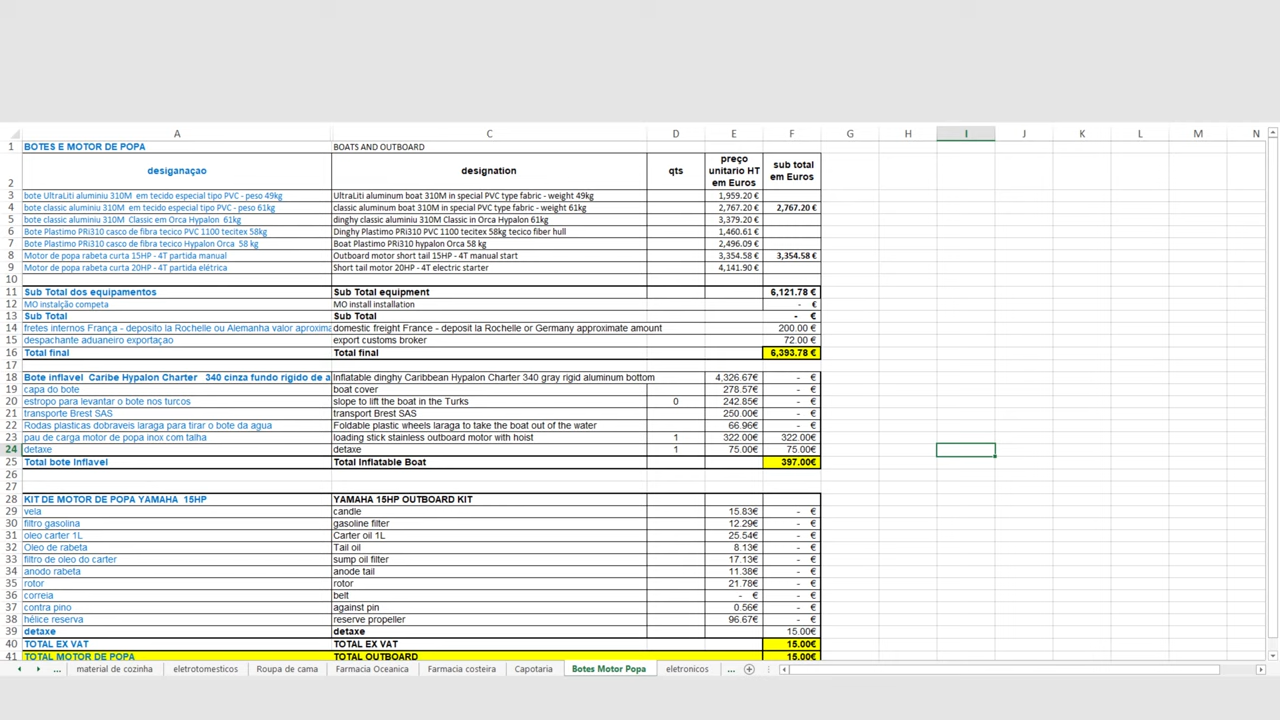 A C D E F G H I J K L M N
1 BOTES E MOTOR DE POPA BOATS AND OUTBOARD
2 desiganaçao designation qts preço unitario HT em Euros sub total em Euros
3 bote UltraLiti aluminiu 310M em tecido especial tipo PVC - peso 49kg UltraLiti aluminum boat 310M in special PVC type fabric - weight 49kg 1,959.20 €
4 bote classic aluminiu 310M em tecido especial tipo PVC - peso 61kg classic aluminum boat 310M in special PVC type fabric - weight 61kg 2,767.20 € 2,767.20 €
5 bote classic aluminiu 310M Classic em Orca Hypalon 61kg dinghy classic aluminiu 310M Classic in Orca Hypalon 61kg 3,379.20 €
6 Bote Plastimo PRi310 casco de fibra tecico PVC 1100 tecitex 58kg Dinghy Plastimo PRi310 PVC 1100 tecitex 58kg tecico fiber hull 1,460.61 €
7 Bote Plastimo PRi310 casco de fibra tecico Hypalon Orca 58 kg Boat Plastimo PRi310 hypalon Orca 58 kg 2,496.09 €
8 Motor de popa rabeta curta 15HP - 4T partida manual Outboard motor short tail 15HP - 4T manual start 3,354.58 € 3,354.58 €
9 Motor de popa rabeta curta 20HP - 4T partida elétrica Short tail motor 20HP - 4T electric starter 4,141.90 €
10
11 Sub Total dos equipamentos Sub Total equipment 6,121.78 €
12 MO instalção competa MO install installation - €
13 Sub Total Sub Total - €
14 fretes internos França - deposito la Rochelle ou Alemanha valor aproxima domestic freight France - deposit la Rochelle or Germany approximate amount 200.00 €
15 despachante aduaneiro exportaçao export customs broker 72.00 €
16 Total final Total final 6,393.78 €
17
18 Bote inflavel Caribe Hypalon Charter 340 cinza fundo rigido de a Inflatable dinghy Caribbean Hypalon Charter 340 gray rigid aluminum bottom 4,326.67€ - €
19 capa do bote boat cover 278.57€ - €
20 estropo para levantar o bote nos turcos slope to lift the boat in the Turks 0 242.85€ - €
21 transporte Brest SAS transport Brest SAS 250.00€ - €
22 Rodas plasticas dobraveis laraga para tirar o bote da agua Foldable plastic wheels laraga to take the boat out of the water 66.96€ - €
23 pau de carga motor de popa inox com talha loading stick stainless outboard motor with hoist 1 322.00€ 322.00€
24 detaxe detaxe 1 75.00€ 75.00€
25 Total bote Inflavel Total Inflatable Boat 397.00€
26
27
28 KIT DE MOTOR DE POPA YAMAHA 15HP YAMAHA 15HP OUTBOARD KIT
29 vela candle 15.83€ - €
30 filtro gasolina gasoline filter 12.29€ - €
31 oleo carter 1L Carter oil 1L 25.54€ - €
32 Oleo de rabeta Tail oil 8.13€ - €
33 filtro de oleo do carter sump oil filter 17.13€ - €
34 anodo rabeta anode tail 11.38€ - €
35 rotor rotor 21.78€ - €
36 correia belt - € - €
37 contra pino against pin 0.56€ - €
38 hélice reserva reserve propeller 96.67€ - €
39 detaxe detaxe 15.00€
40 TOTAL EX VAT TOTAL EX VAT 15.00€
41 TOTAL MOTOR DE POPA TOTAL OUTBOARD 15.00€
... material de cozinha eletrotomesticos Roupa de cama Farmacia Oceanica Farmacia costeira Capotaria Botes Motor Popa eletronicos ...